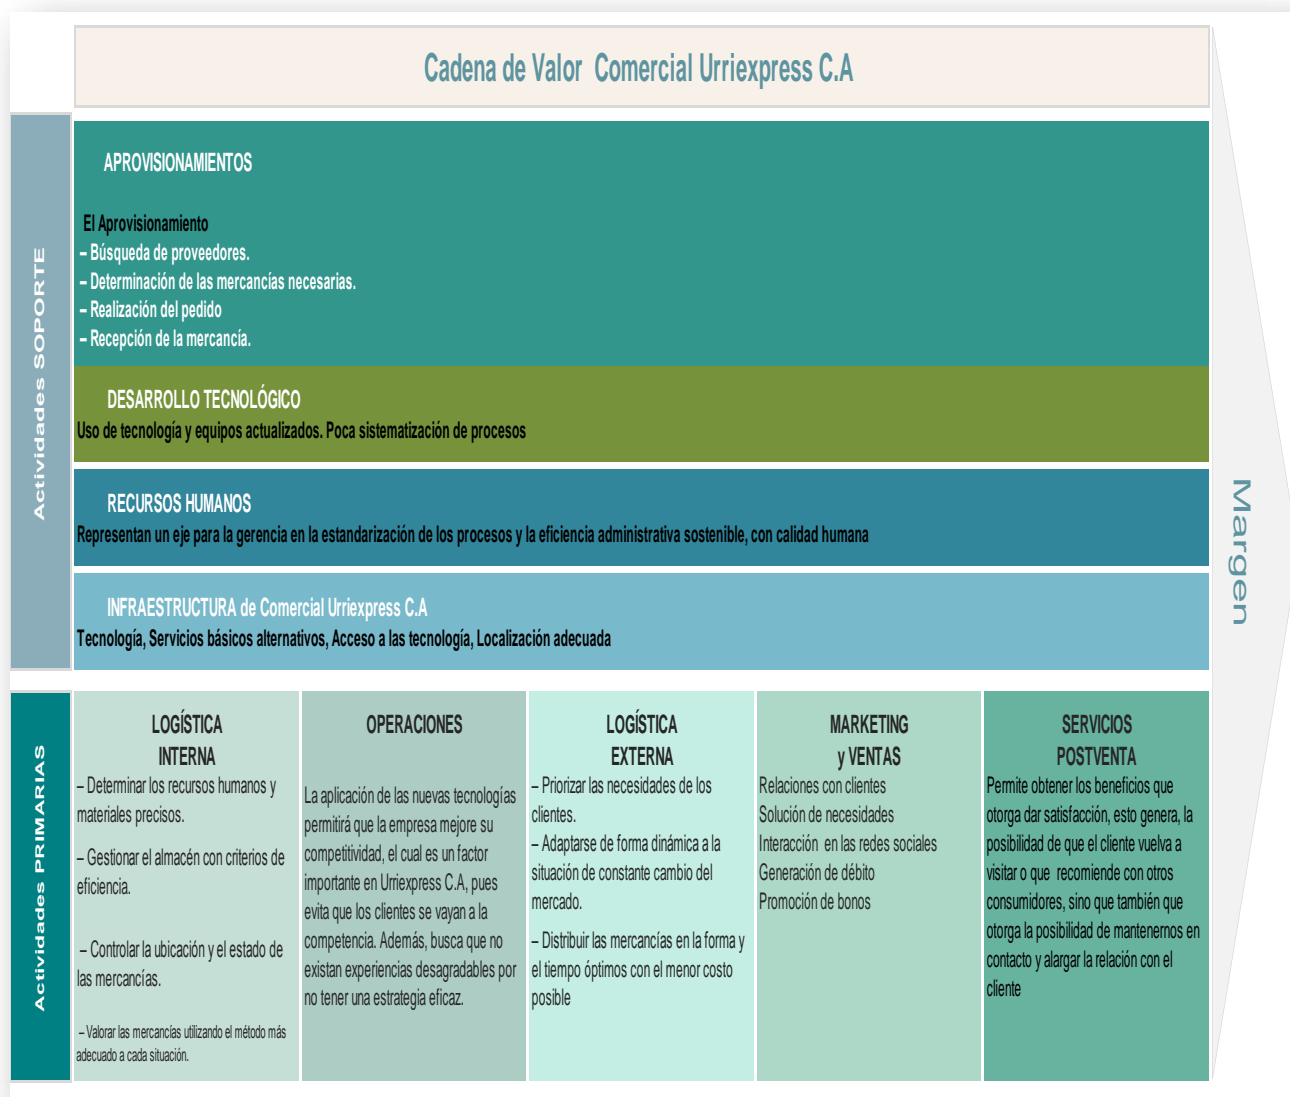 Cadena de Valor Comercial Urriexpress C.A
Actividades SOPORTE
APROVISIONAMIENTOS
El Aprovisionamiento
– Búsqueda de proveedores.
– Determinación de las mercancías necesarias.
– Realización del pedido
– Recepción de la mercancía.
DESARROLLO TECNOLÓGICO
Uso de tecnología y equipos actualizados. Poca sistematización de procesos
RECURSOS HUMANOS
Representan un eje para la gerencia en la estandarización de los procesos y la eficiencia administrativa sostenible, con calidad humana
INFRAESTRUCTURA de Comercial Urriexpress C.A
Tecnología, Servicios básicos alternativos, Acceso a las tecnología, Localización adecuada
Margen
Actividades PRIMARIAS
LOGÍSTICA
INTERNA
– Determinar los recursos humanos y
materiales precisos.
– Gestionar el almacén con criterios de
eficiencia.
– Controlar la ubicación y el estado de
las mercancías.
– Valorar las mercancías utilizando el método más
adecuado a cada situación.
OPERACIONES
La aplicación de las nuevas tecnologías
permitirá que la empresa mejore su
competitividad, el cual es un factor
importante en Urriexpress C.A, pues
evita que los clientes se vayan a la
competencia. Además, busca que no
existan experiencias desagradables por
no tener una estrategia eficaz.
LOGÍSTICA
EXTERNA
– Priorizar las necesidades de los
clientes.
– Adaptarse de forma dinámica a la
situación de constante cambio del
mercado.
– Distribuir las mercancías en la forma y
el tiempo óptimos con el menor costo
posible
MARKETING
y VENTAS
Relaciones con clientes
Solución de necesidades
Interacción en las redes sociales
Generación de débito
Promoción de bonos
SERVICIOS
POSTVENTA
Permite obtener los beneficios que
otorga dar satisfacción, esto genera, la
posibilidad de que el cliente vuelva a
visitar o que recomiende con otros
consumidores, sino que también que
otorga la posibilidad de mantenernos en
contacto y alargar la relación con el
cliente